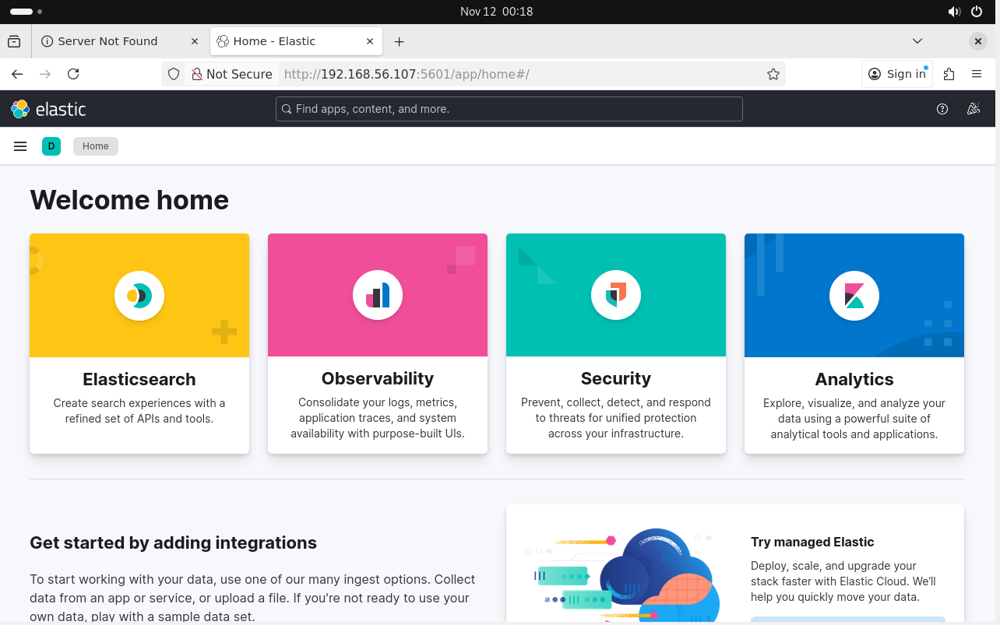 Nov 12 00:18
Server Not Found
Home - Elastic
Not Secure
http://192.168.56.107:5601/app/home#/
Sign in
elastic
Find apps, content, and more.
D
Home
Welcome home
Elasticsearch
Create search experiences with a
refined set of APIs and tools.
Observability
Consolidate your logs, metrics,
application traces, and system
availability with purpose-built UIs.
Security
Prevent, collect, detect, and respond
to threats for unified protection
across your infrastructure.
Analytics
Explore, visualize, and analyze your
data using a powerful suite of
analytical tools and applications.
Get started by adding integrations
To start working with your data, use one of our many ingest options. Collect
data from an app or service, or upload a file. If you're not ready to use your
own data, play with a sample data set.
Try managed Elastic
Deploy, scale, and upgrade your
stack faster with Elastic Cloud. We’ll
help you quickly move your data.